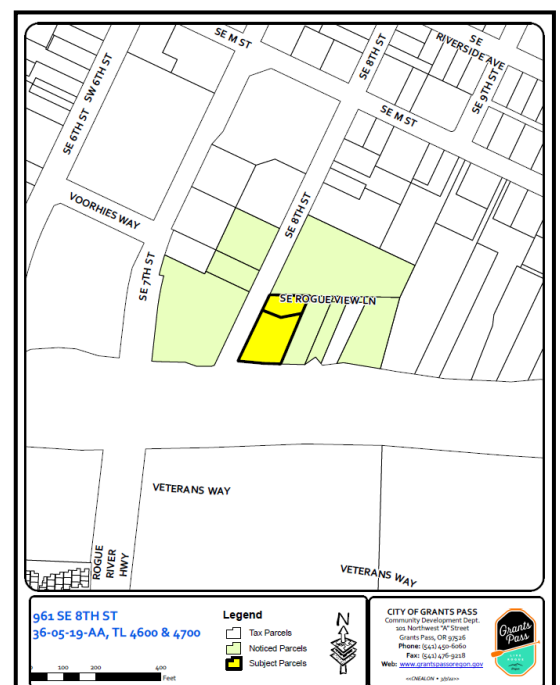 SE M ST
SE
RIVERSIDE AVE
SE 8TH ST
SE 9TH ST
SW 6TH ST
SE 6TH ST
SE M ST
VOORHIES WAY
SE 8TH ST
SE 7TH ST
SE ROGUE VIEW LN
VETERANS WAY
ROGUE
RIVER
HWY
VETERANS WAY
961 SE 8TH ST
36-05-19-AA, TL 4600 & 4700
0 100 200 400
Feet
Legend
Tax Parcels
Noticed Parcels
Subject Parcels
N
CITY OF GRANTS PASS
Community Development Dept.
101 Northwest "A" Street
Grants Pass, OR 97526
Phone: (541) 450-6060
Fax: (541) 476-9218
Web: www.grantspassoregon.gov
Grants
Pass